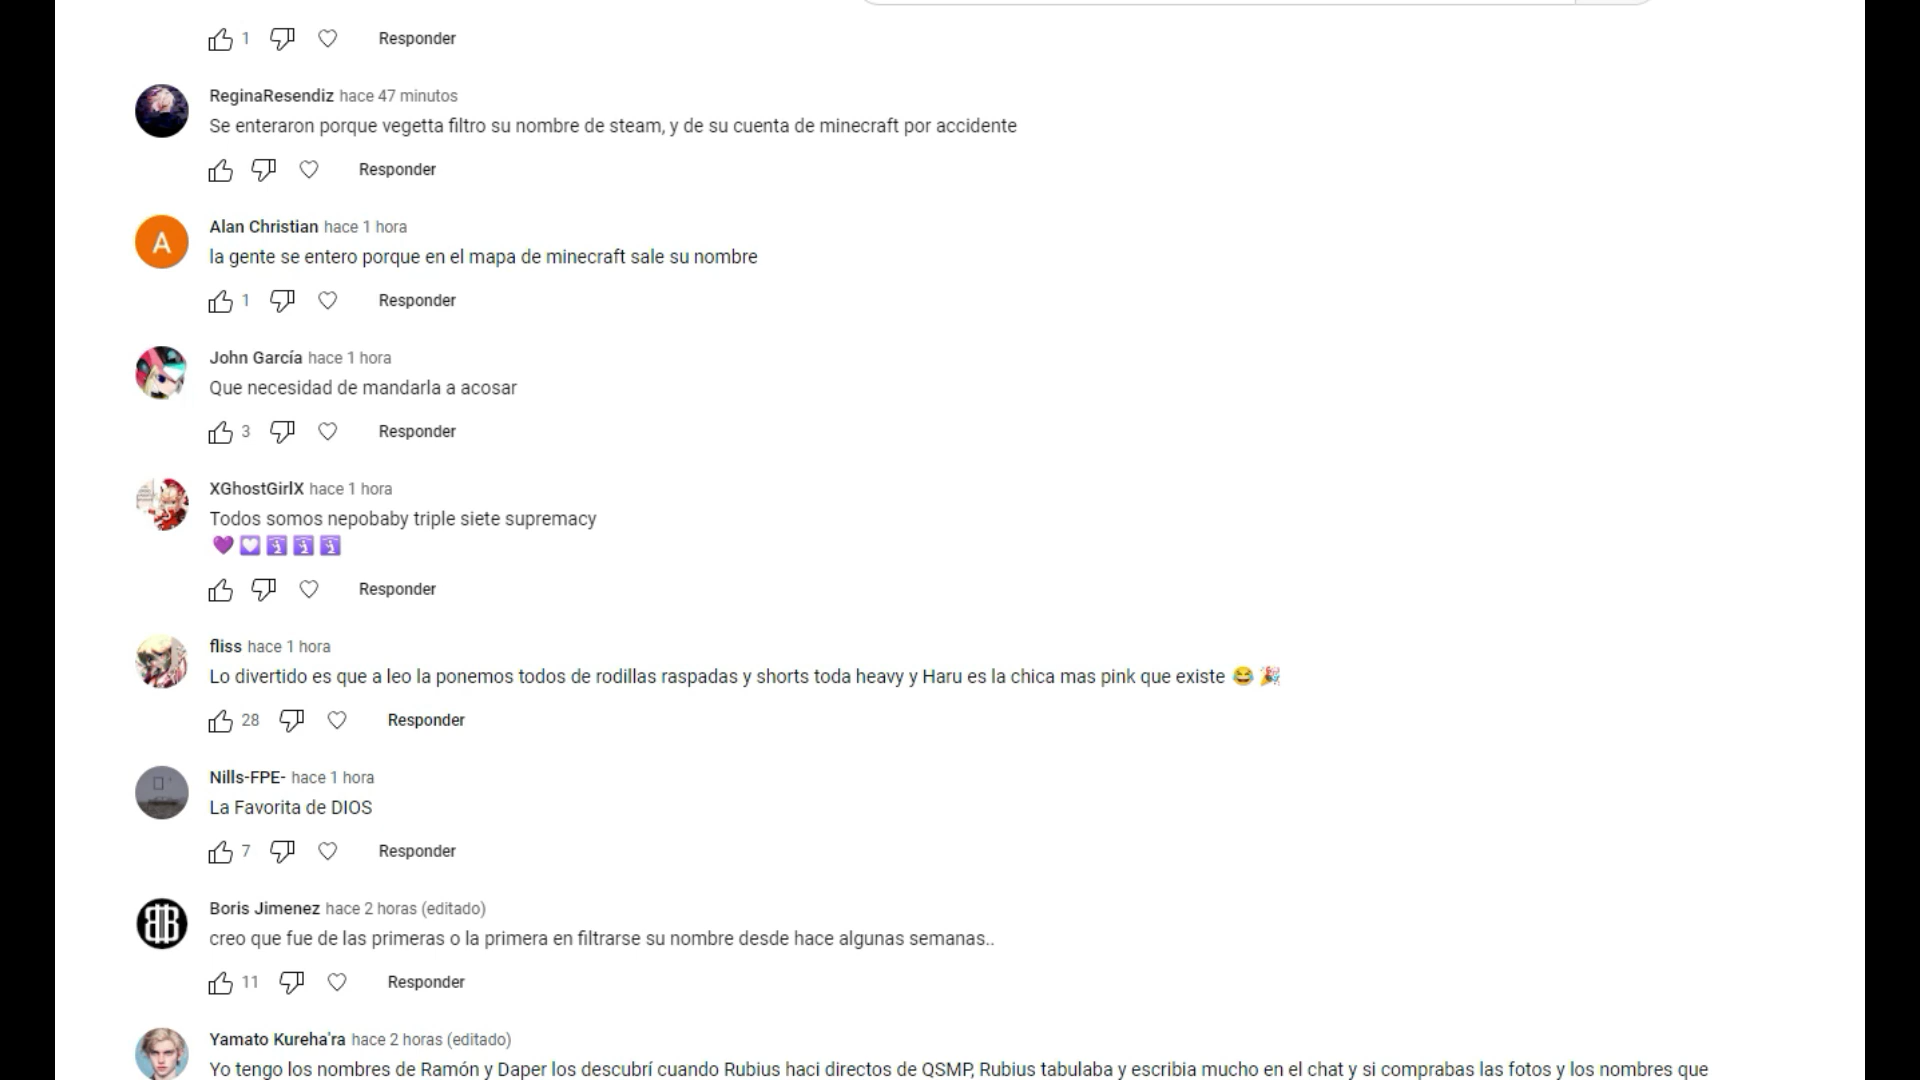 1 Responder
ReginaResendiz hace 47 minutos
Se enteraron porque vegetta filtro su nombre de steam, y de su cuenta de minecraft por accidente
Responder
A
Alan Christian hace 1 hora
la gente se entero porque en el mapa de minecraft sale su nombre
1 Responder
John García hace 1 hora
Que necesidad de mandarla a acosar
3 Responder
XGhostGirlX hace 1 hora
Todos somos nepobaby triple siete supremacy
💜💟🛐🛐🛐
Responder
fliss hace 1 hora
Lo divertido es que a leo la ponemos todos de rodillas raspadas y shorts toda heavy y Haru es la chica mas pink que existe 😂 🎉
28 Responder
Nills-FPE- hace 1 hora
La Favorita de DIOS
7 Responder
Boris Jimenez hace 2 horas (editado)
creo que fue de las primeras o la primera en filtrarse su nombre desde hace algunas semanas..
11 Responder
Yamato Kureha'ra hace 2 horas (editado)
Yo tengo los nombres de Ramón y Daper los descubrí cuando Rubius haci directos de QSMP, Rubius tabulaba y escribia mucho en el chat y si comprabas las fotos y los nombres que